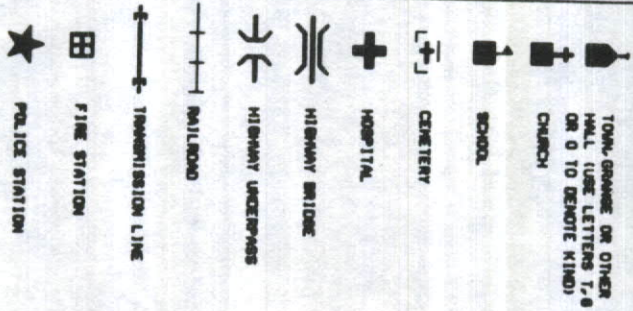 TOWN, GRANGE OR OTHER
HALL (USE LETTERS T, G
OR O TO DENOTE KIND)
CHURCH
SCHOOL
CEMETERY
HOSPITAL
HIGHWAY BRIDGE
HIGHWAY UNDERPASS
RAILROAD
TRANSMISSION LINE
FIRE STATION
POLICE STATION